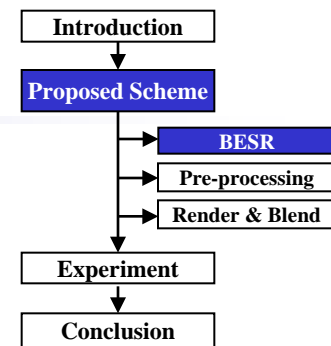 Introduction
Proposed Scheme
BESR
Pre-processing
Render & Blend
Experiment
Conclusion